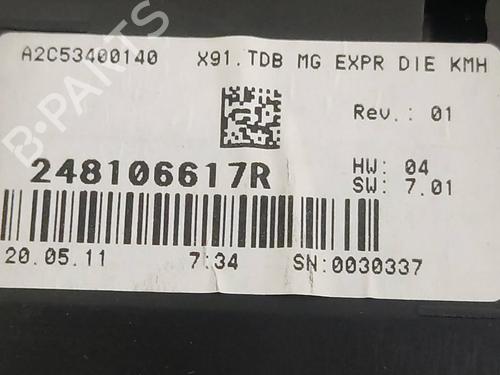 A2C53400140 X91.TDB MG EXPR DIE KMH
Rev.: 01
248106617R
HW: 04
SW: 7.01
20.05.11 7:34 SN:0030337
B-PARTS